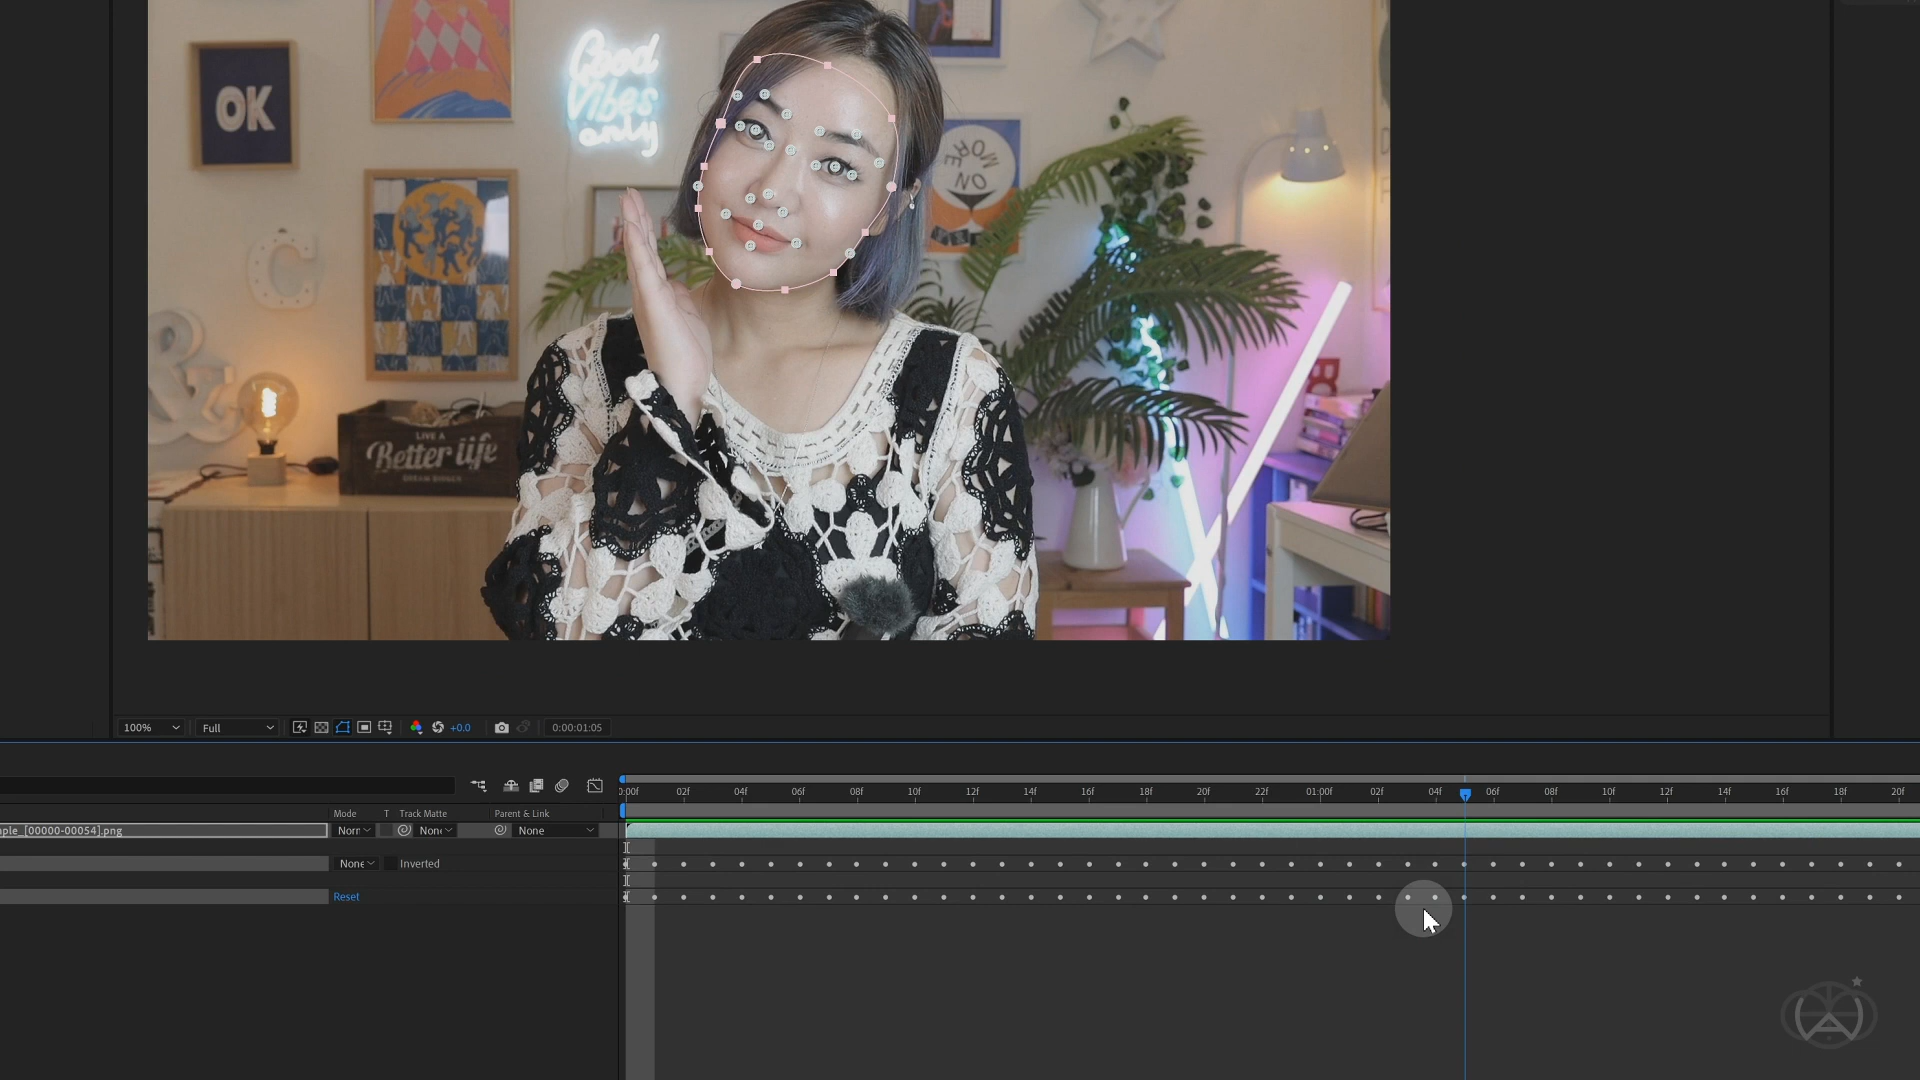 OK
Good
Vibes
only
NO
MORE
C
&
LIVE A
Better life
B
100%
Full
+0.0
0:00:01:05
0:00f
02f
04f
06f
08f
10f
12f
14f
16f
18f
20f
22f
01:00f
02f
04f
06f
08f
10f
12f
14f
16f
18f
20f
Mode
T
Track Matte
Parent & Link
ple_[00000-00054].png
Norr
None
None
Inverted
Reset